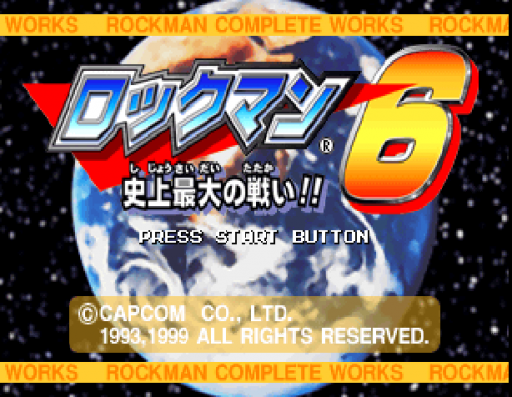 WORKS ROCKMAN COMPLETE WORKS ROCKMAN
ロックマン6
®
し じょうさい だい たたか
史上最大の戦い!!
PRESS START BUTTON
©CAPCOM CO., LTD.
1993,1999 ALL RIGHTS RESERVED.
WORKS ROCKMAN COMPLETE WORKS ROCKMAN